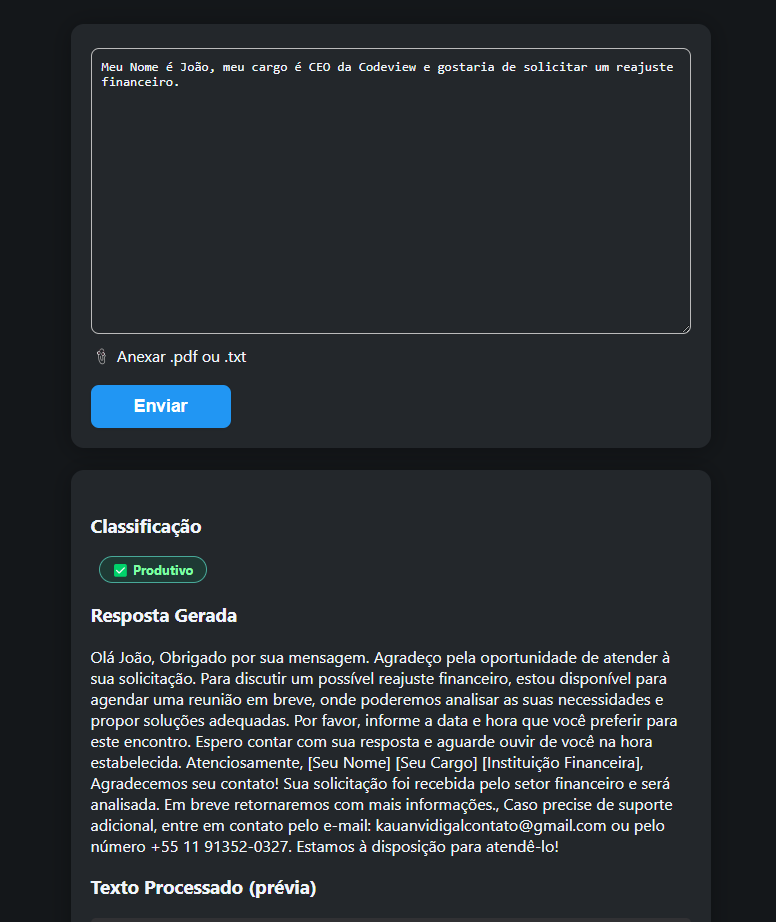 Meu Nome é João, meu cargo é CEO da Codeview e gostaria de solicitar um reajuste
financeiro.
Anexar .pdf ou .txt
Enviar
Classificação
✅ Produtivo
Resposta Gerada
Olá João, Obrigado por sua mensagem. Agradeço pela oportunidade de atender à
sua solicitação. Para discutir um possível reajuste financeiro, estou disponível para
agendar uma reunião em breve, onde poderemos analisar as suas necessidades e
propor soluções adequadas. Por favor, informe a data e hora que você preferir para
este encontro. Espero contar com sua resposta e aguarde ouvir de você na hora
estabelecida. Atenciosamente, [Seu Nome] [Seu Cargo] [Instituição Financeira],
Agradecemos seu contato! Sua solicitação foi recebida pelo setor financeiro e será
analisada. Em breve retornaremos com mais informações., Caso precise de suporte
adicional, entre em contato pelo e-mail: kauanvidigalcontato@gmail.com ou pelo
número +55 11 91352-0327. Estamos à disposição para atendê-lo!
Texto Processado (prévia)